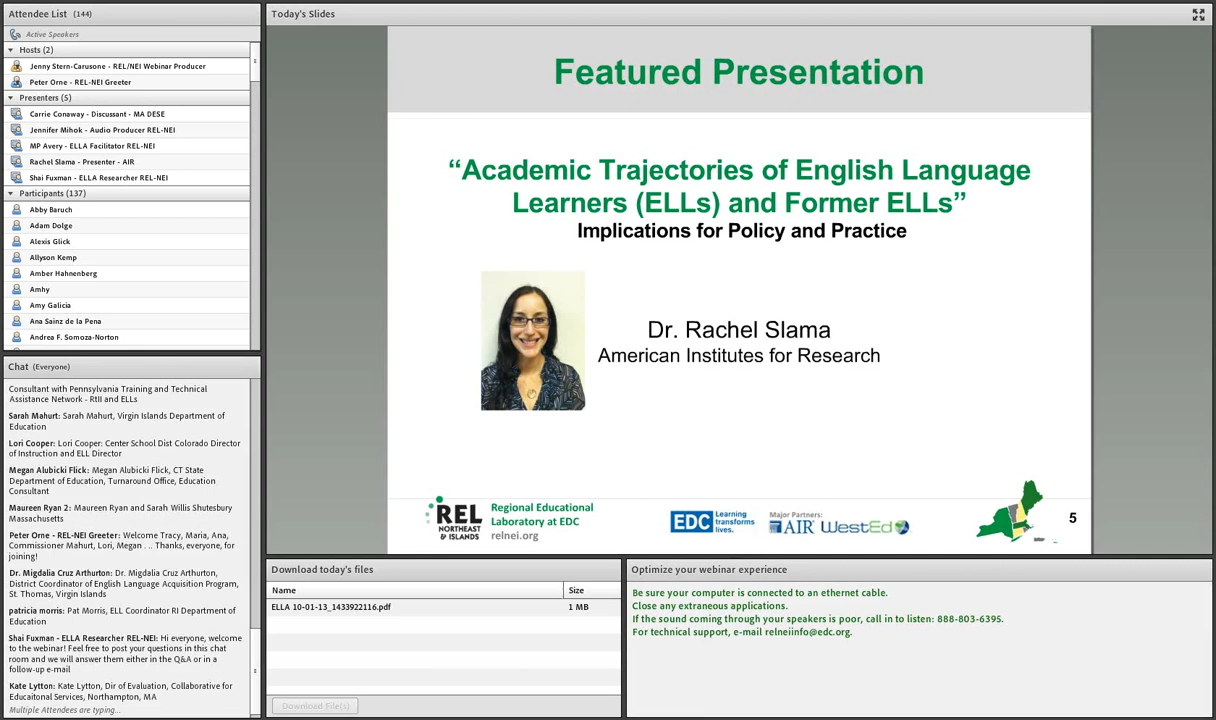 Attendee List (144)
Active Speakers
Hosts (2)
Jenny Stern-Carusone - REL/NEI Webinar Producer
Peter Orne - REL-NEI Greeter
Presenters (5)
Carrie Conaway - Discussant - MA DESE
Jennifer Mihok - Audio Producer REL-NEI
MP Avery - ELLA Facilitator REL-NEI
Rachel Slama - Presenter - AIR
Shai Fuxman - ELLA Researcher REL-NEI
Participants (137)
Abby Baruch
Adam Dolge
Alexis Glick
Allyson Kemp
Amber Hahnenberg
Amhy
Amy Galicia
Ana Sainz de la Pena
Andrea F. Somoza-Norton
Chat (Everyone)
Consultant with Pennsylvania Training and Technical
Assistance Network - RtII and ELLs
Sarah Mahurt: Sarah Mahurt, Virgin Islands Department of
Education
Lori Cooper: Lori Cooper: Center School Dist Colorado Director
of Instruction and ELL Director
Megan Alubicki Flick: Megan Alubicki Flick, CT State
Department of Education, Turnaround Office, Education
Consultant
Maureen Ryan 2: Maureen Ryan and Sarah Willis Shutesbury
Massachusetts
Peter Orne - REL-NEI Greeter: Welcome Tracy, Maria, Ana,
Commissioner Mahurt, Lori, Megan . .. Thanks, everyone, for
joining!
Dr. Migdalia Cruz Arthurton: Dr. Migdalia Cruz Arthurton,
District Coordinator of English Language Acquisition Program,
St. Thomas, Virgin Island
patricia morris: Pat Morris, ELL Coordinator RI Department of
Education
Shai Fuxman - ELLA Researcher REL-NEI: Hi everyone, welcome
to the webinar! Feel free to post your questions in this chat
room and we will answer them either in the Q&A or in a
follow-up e-mail
Kate Lytton: Kate Lytton, Dir of Evaluation, Collaborative for
Educaitonal Services, Northampton, MA
Multiple Attendees are typing...
Today's Slides
Featured Presentation
“Academic Trajectories of English Language
Learners (ELLs) and Former ELLs”
Implications for Policy and Practice
Dr. Rachel Slama
American Institutes for Research
REL
NORTHEAST
& ISLANDS
Regional Educational
Laboratory at EDC
relnei.org
EDC Learning
transforms
lives.
Major Partners:
AIR WestEd
5
Download today's files
Name Size
ELLA 10-01-13_1433922116.pdf 1 MB
Download File(s)
Optimize your webinar experience
Be sure your computer is connected to an ethernet cable.
Close any extraneous applications.
If the sound coming through your speakers is poor, call in to listen: 888-803-6395.
For technical support, e-mail relneiinfo@edc.org.